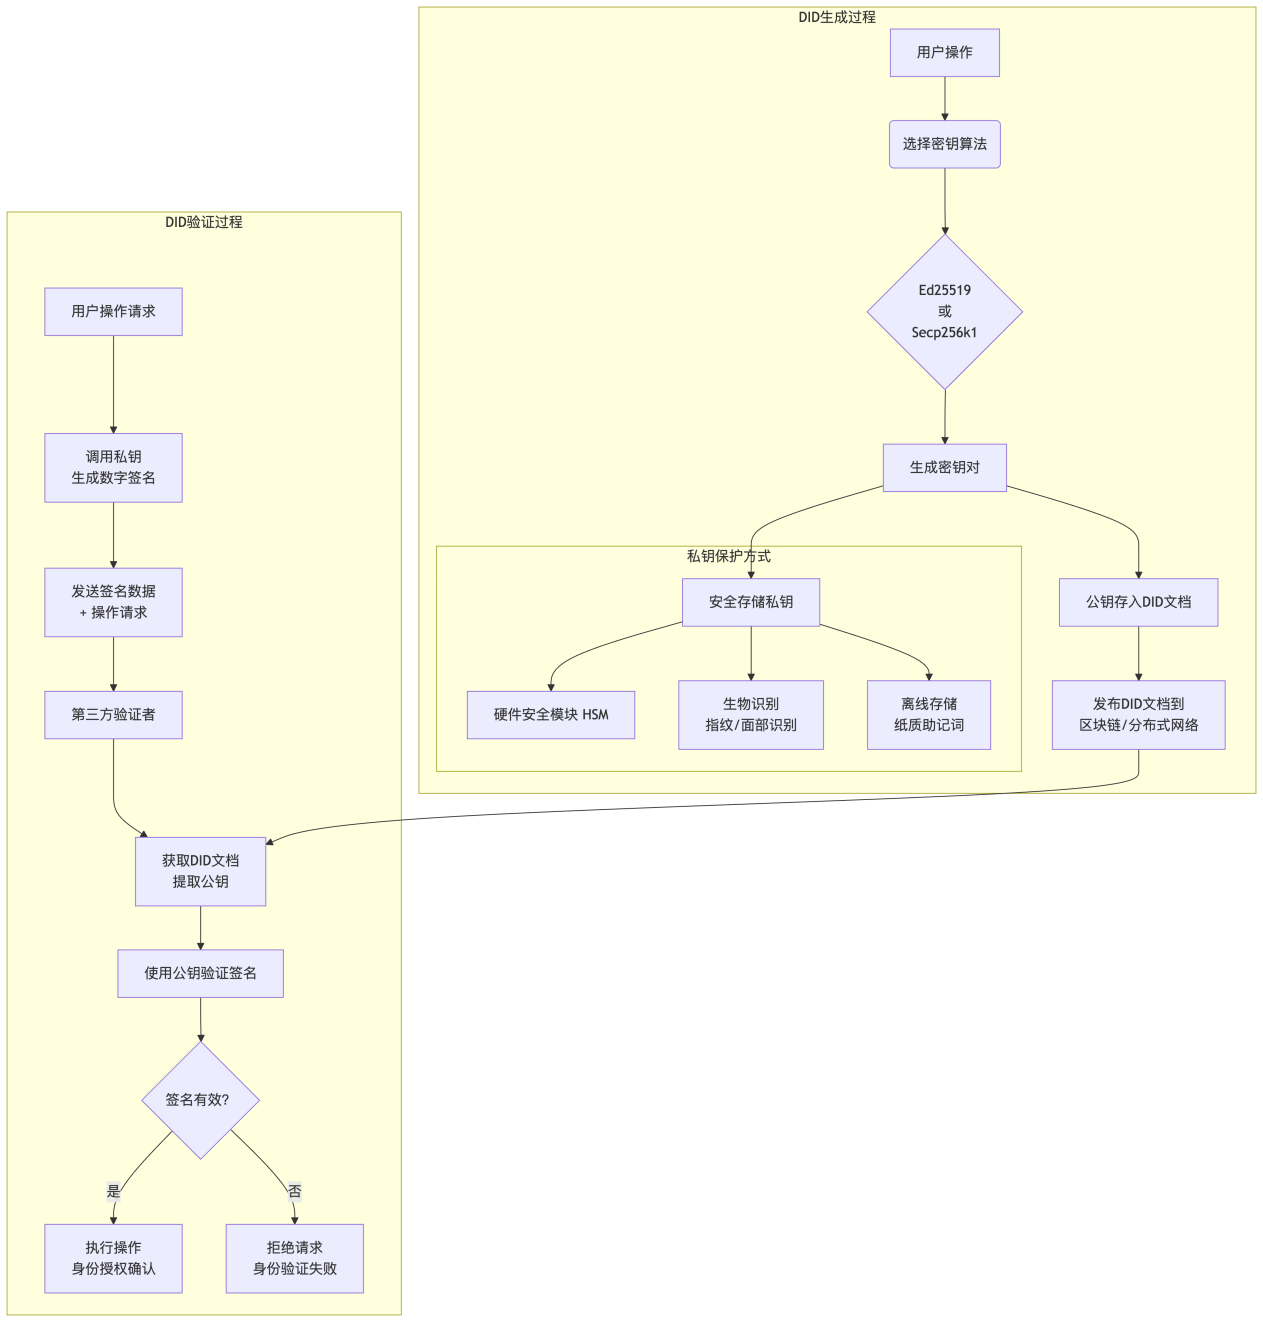 DID生成过程
用户操作
选择密钥算法
Ed25519
或
Secp256k1
生成密钥对
私钥保护方式
安全存储私钥
公钥存入DID文档
硬件安全模块 HSM
生物识别
指纹/面部识别
离线存储
纸质助记词
发布DID文档到
区块链/分布式网络
DID验证过程
用户操作请求
调用私钥
生成数字签名
发送签名数据
+ 操作请求
第三方验证者
获取DID文档
提取公钥
使用公钥验证签名
签名有效?
是
否
执行操作
身份授权确认
拒绝请求
身份验证失败